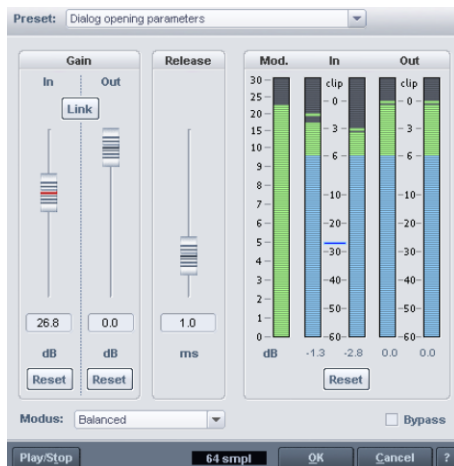 Preset: Dialog opening parameters
Gain
Release
Mod. In Out
In Out
Link
30
25
20
15
10
9
8
7
6
5
4
3
2
1
0
clip
0
3
6
10
20
30
40
50
60
clip
0
3
6
10
20
30
40
50
60
26.8 0.0 1.0
dB dB ms
dB -1.3 -2.8 0.0 0.0
Reset Reset Reset
Modus: Balanced
Bypass
Play/Stop 64 smpl OK Cancel ?